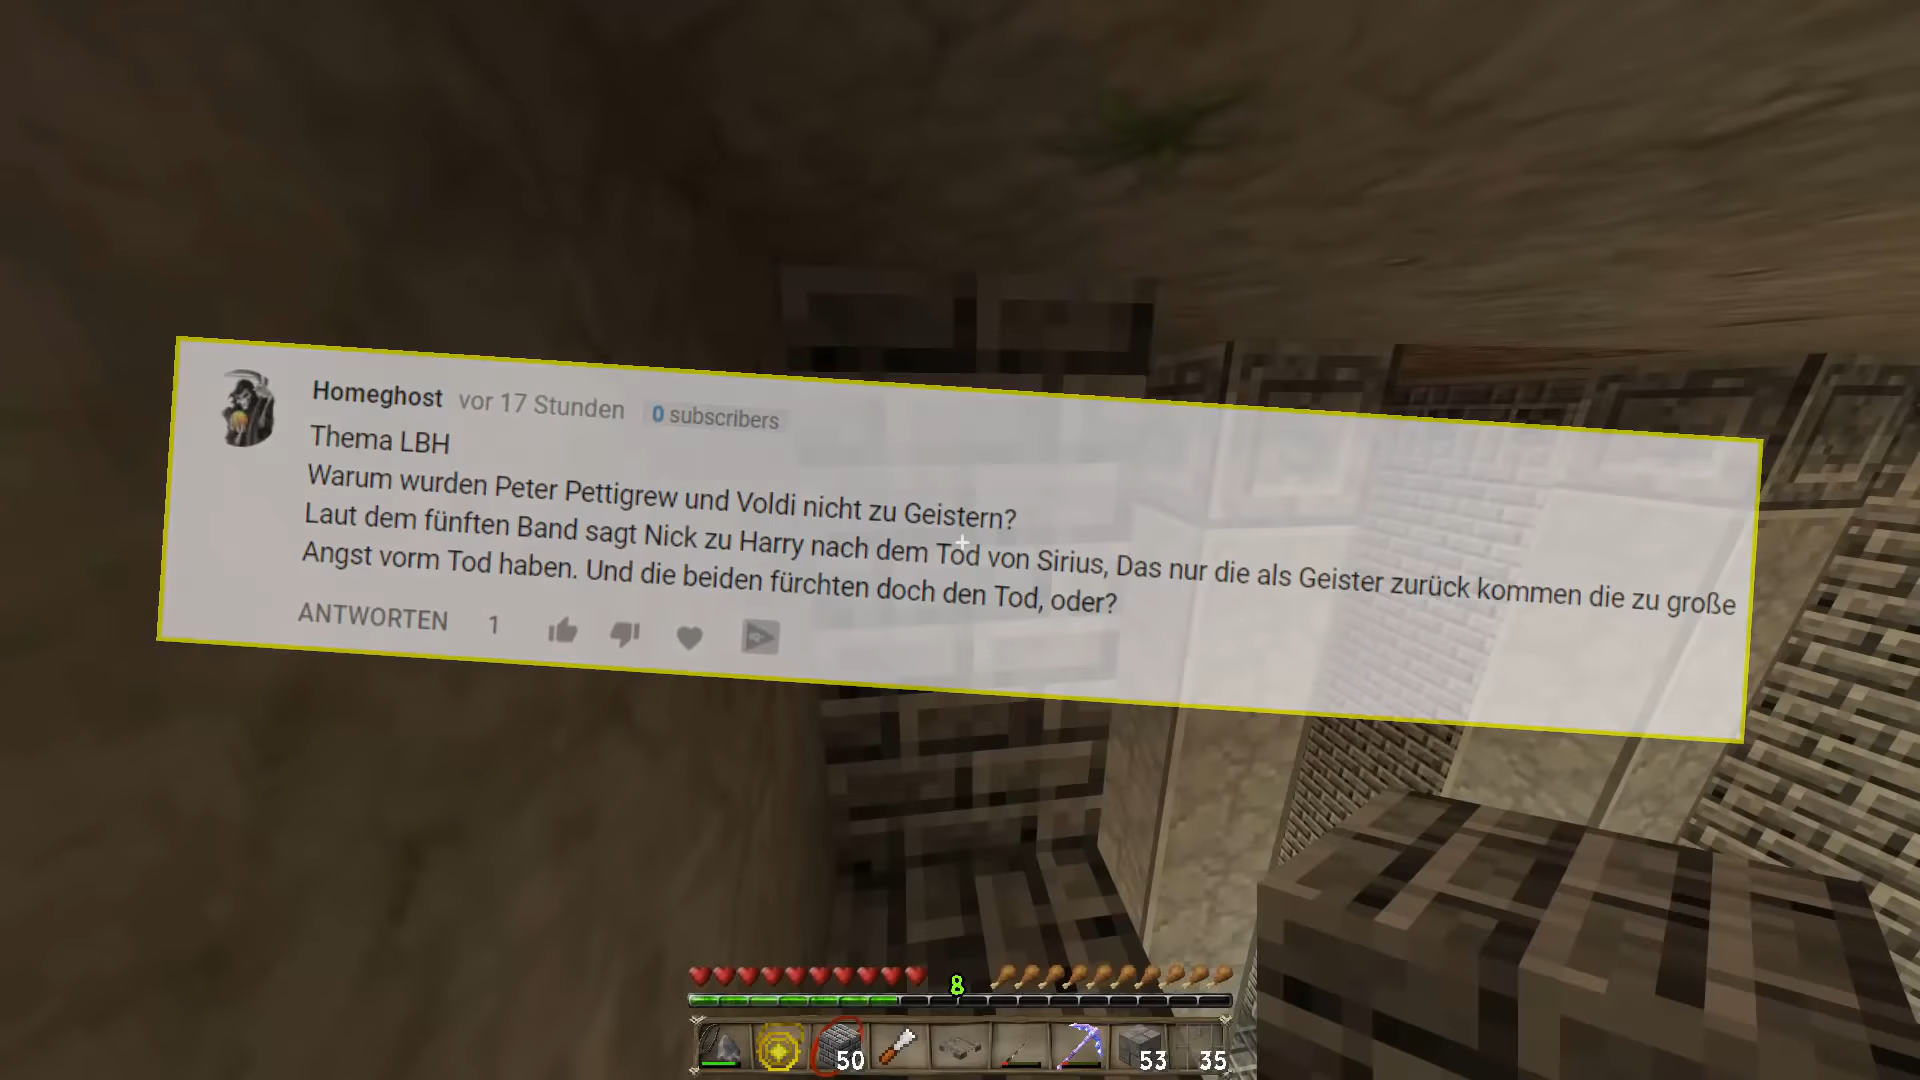 Homeghost vor 17 Stunden 0 subscribers
Thema LBH
Warum wurden Peter Pettigrew und Voldi nicht zu Geistern?
Laut dem fünften Band sagt Nick zu Harry nach dem Tod von Sirius, Das nur die als Geister zurück kommen die zu große
Angst vorm Tod haben. Und die beiden fürchten doch den Tod, oder?
ANTWORTEN 1
8
50 53 35